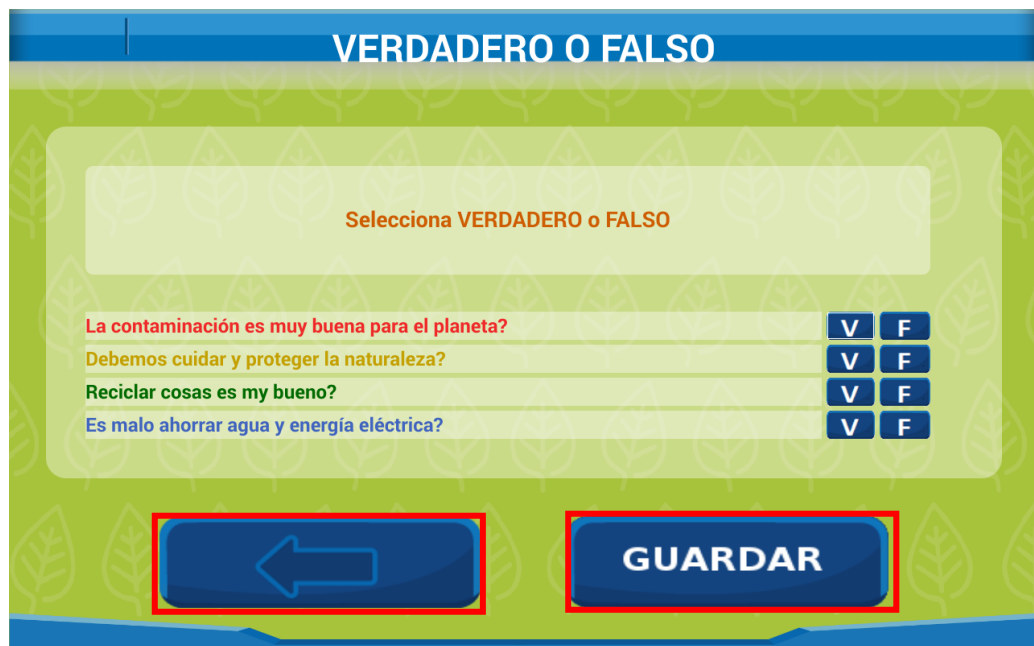 VERDADERO O FALSO
Selecciona VERDADERO o FALSO
La contaminación es muy buena para el planeta? V F
Debemos cuidar y proteger la naturaleza? V F
Reciclar cosas es my bueno? V F
Es malo ahorrar agua y energía eléctrica? V F
GUARDAR